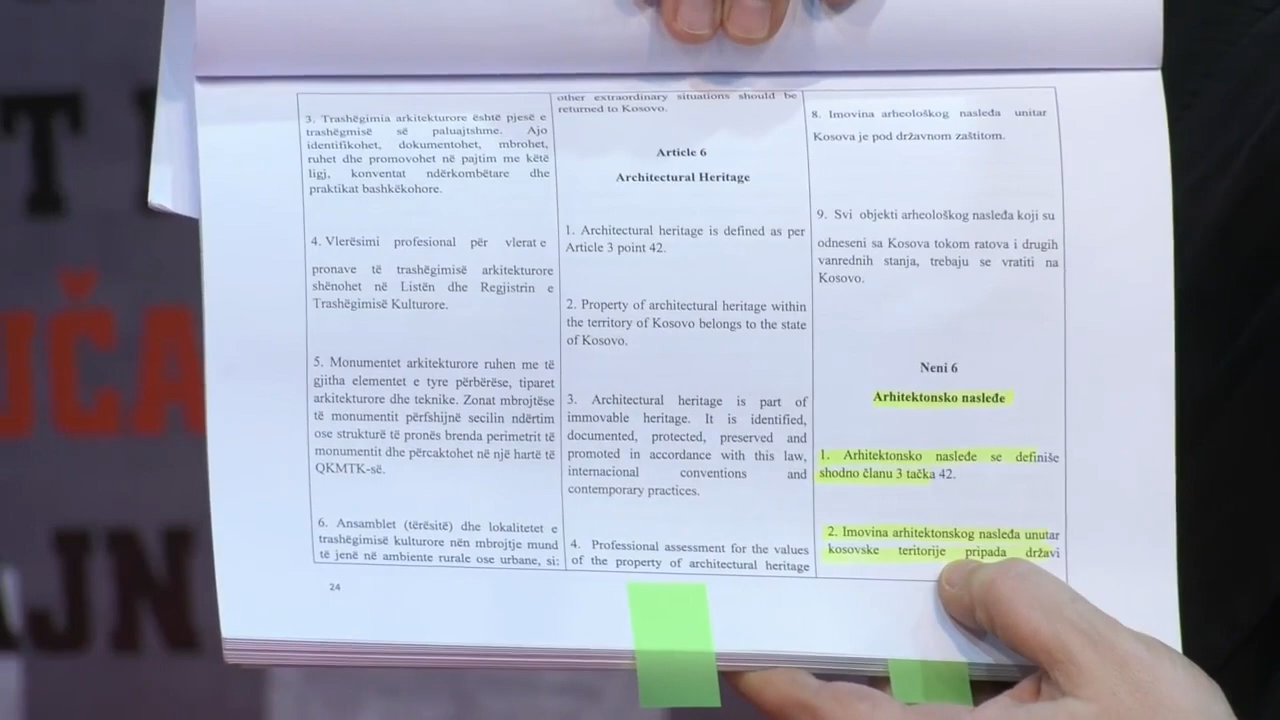 3. Trashëgimia arkitekturore është pjesë e
trashëgmisë së paluajtshme. Ajo
identifikohet, dokumentohet, mbrohet,
ruhet dhe promovohet në pajtim me këtë
ligj, konventat ndërkombëtare dhe
praktikat bashkëkohore.
4. Vlerësimi profesional për vlerat e
pronave të trashëgimisë arkitekturore
shënohet në Listën dhe Regjistrin e
Trashëgimisë Kulturore.
5. Monumentet arkitekturore ruhen me të
gjitha elementet e tyre përbërëse, tiparet
arkitekturore dhe teknike. Zonat mbrojtëse
të monumentit përfshijnë secilin ndërtim
ose strukturë të pronës brenda perimetrit të
monumentit dhe përcaktohet në një hartë të
QKMTK-së.
6. Ansamblet (tërësitë) dhe lokalitetet e
trashëgimisë kulturore nën mbrojtje mund
të jenë në ambiente rurale ose urbane, si:
24
other extraordinary situations should be
returned to Kosovo.
Article 6
Architectural Heritage
1. Architectural heritage is defined as per
Article 3 point 42.
2. Property of architectural heritage within
the territory of Kosovo belongs to the state
of Kosovo.
3. Architectural heritage is part of
immovable heritage. It is identified,
documented, protected, preserved and
promoted in accordance with this law,
internacional conventions and
contemporary practices.
4. Professional assessment for the values
of the property of architectural heritage
8. Imovina arheološkog nasleđa unitar
Kosova je pod državnom zaštitom.
9. Svi objekti arheološkog nasleđa koji su
odneseni sa Kosova tokom ratova i drugih
vanrednih stanja, trebaju se vratiti na
Kosovo.
Neni 6
Arhitektonsko nasleđe
1. Arhitektonsko nasleđe se definiše
shodno članu 3 tačka 42.
2. Imovina arhitektonskog nasleđa unutar
kosovske teritorije pripada državi
T
UČA
AJN